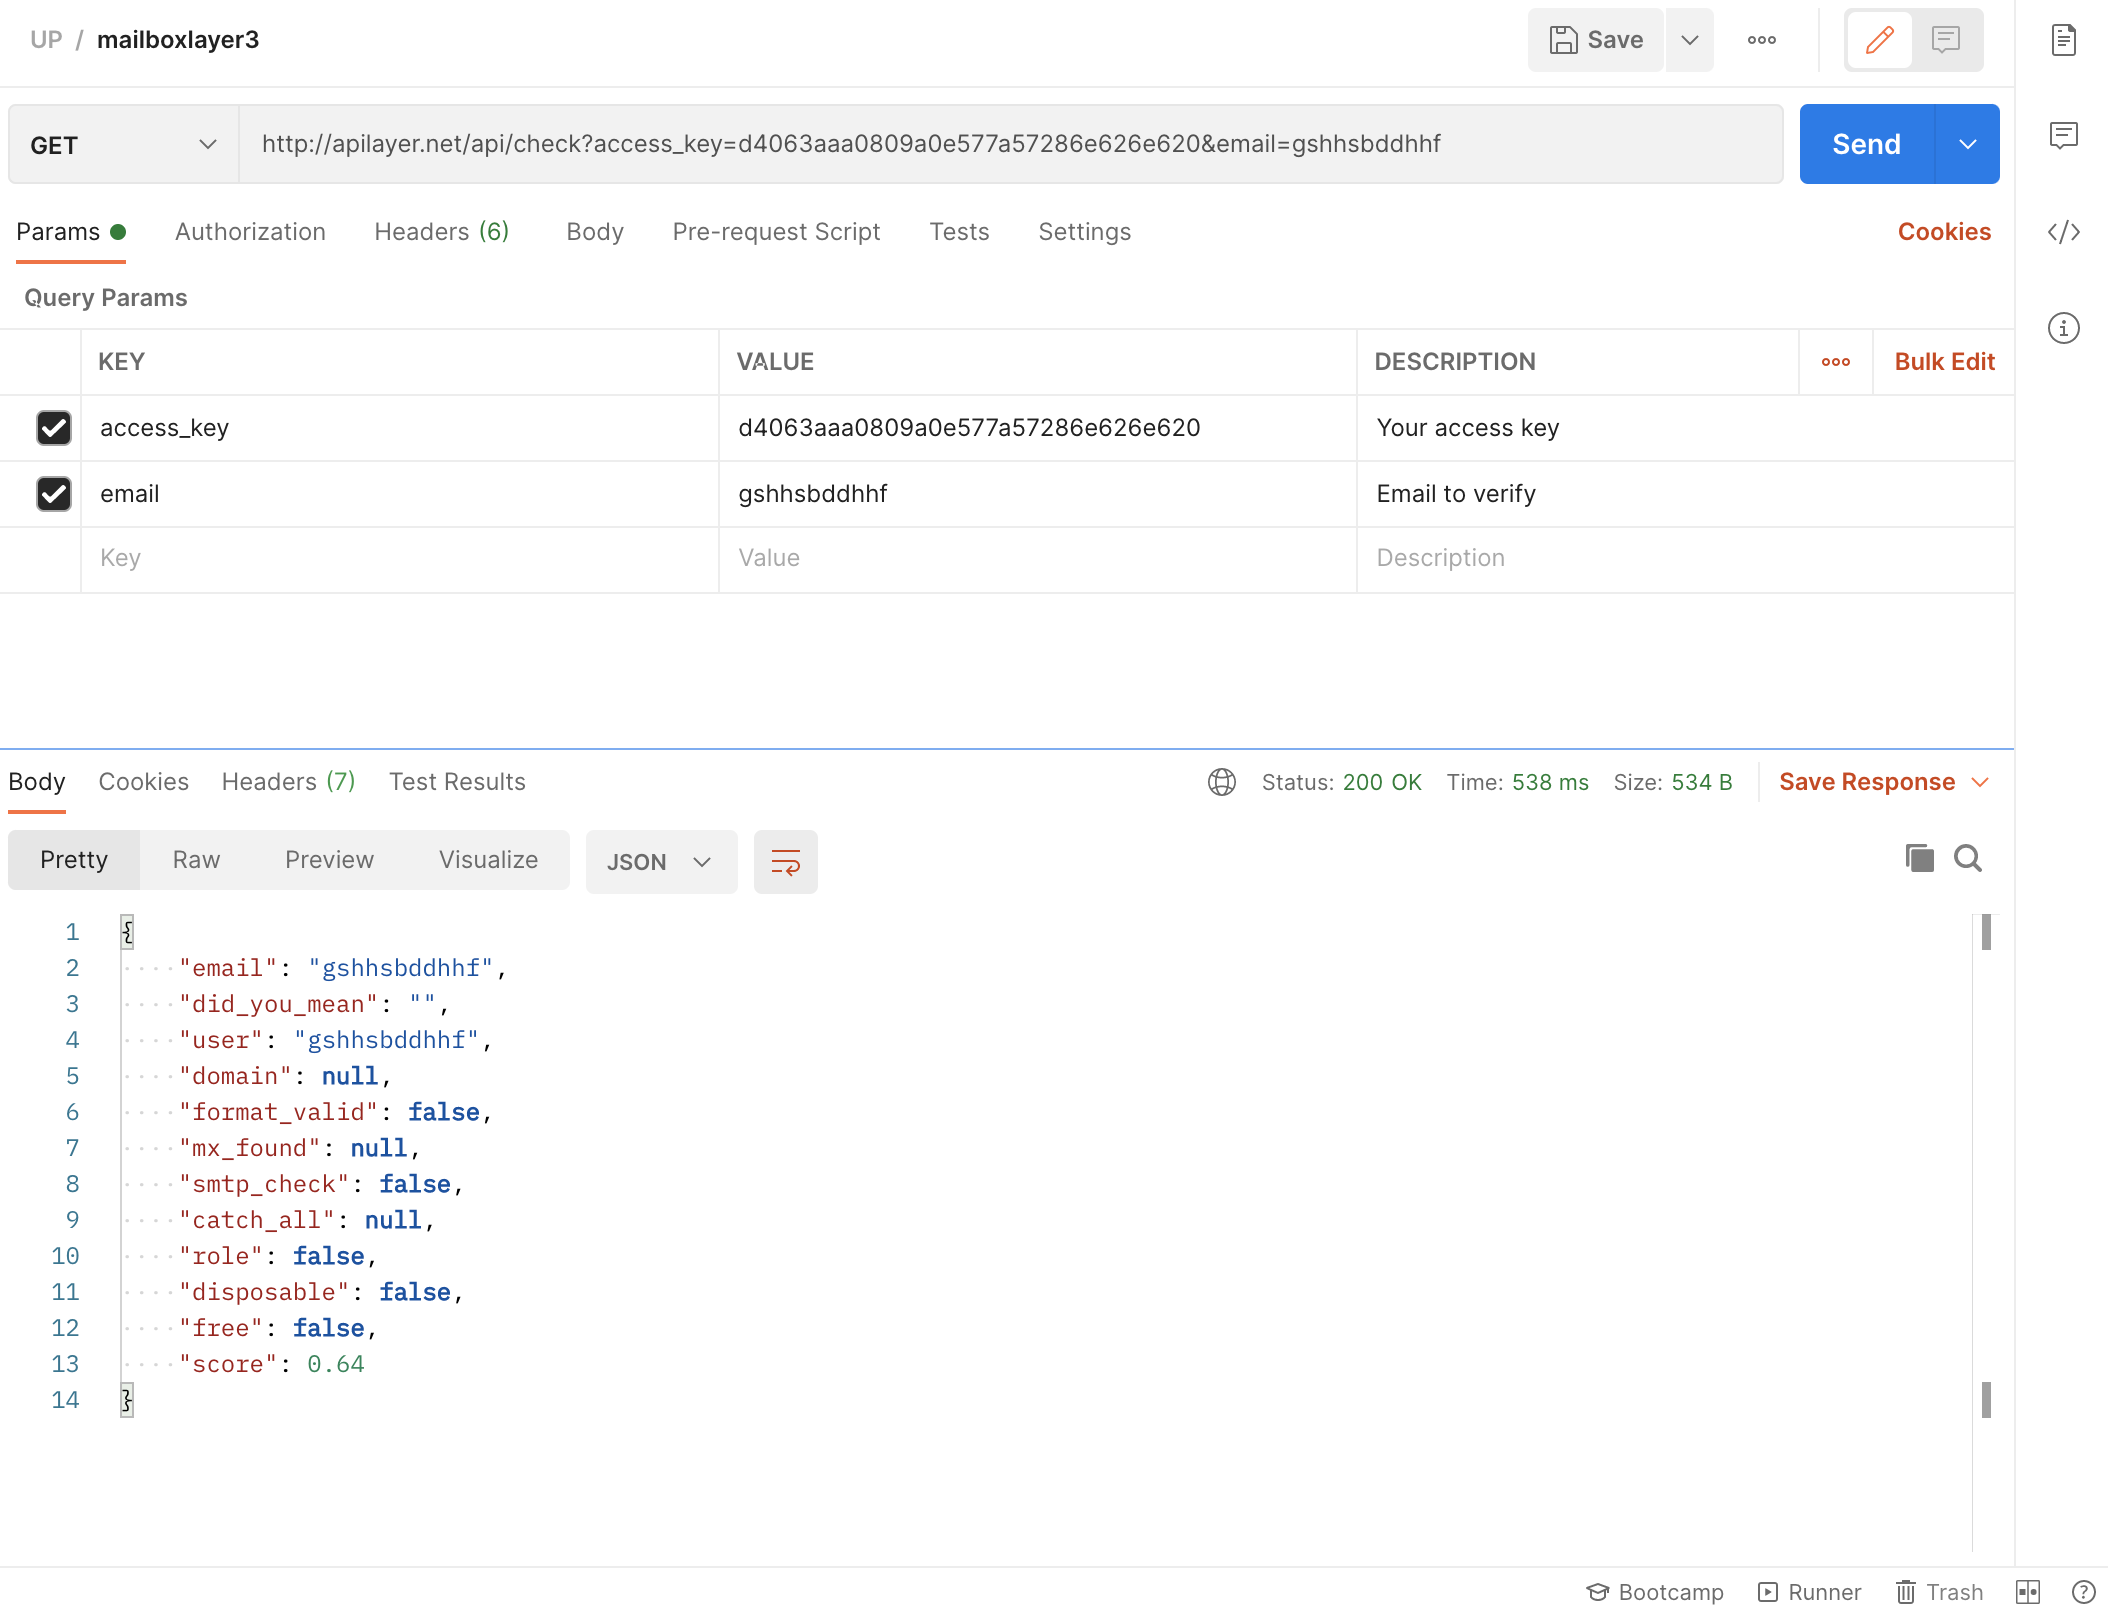 UP / mailboxlayer3
Save
GET
http://apilayer.net/api/check?access_key=d4063aaa0809a0e577a57286e626e620&email=gshhsbddhhf
Send
Params Authorization Headers (6) Body Pre-request Script Tests Settings Cookies
Query Params
KEY VALUE DESCRIPTION Bulk Edit
access_key d4063aaa0809a0e577a57286e626e620 Your access key
email gshhsbddhhf Email to verify
Key Value Description
Body Cookies Headers (7) Test Results Status: 200 OK Time: 538 ms Size: 534 B Save Response
Pretty Raw Preview Visualize JSON
1 {
2 "email": "gshhsbddhhf",
3 "did_you_mean": "",
4 "user": "gshhsbddhhf",
5 "domain": null,
6 "format_valid": false,
7 "mx_found": null,
8 "smtp_check": false,
9 "catch_all": null,
10 "role": false,
11 "disposable": false,
12 "free": false,
13 "score": 0.64
14 }
Bootcamp Runner Trash